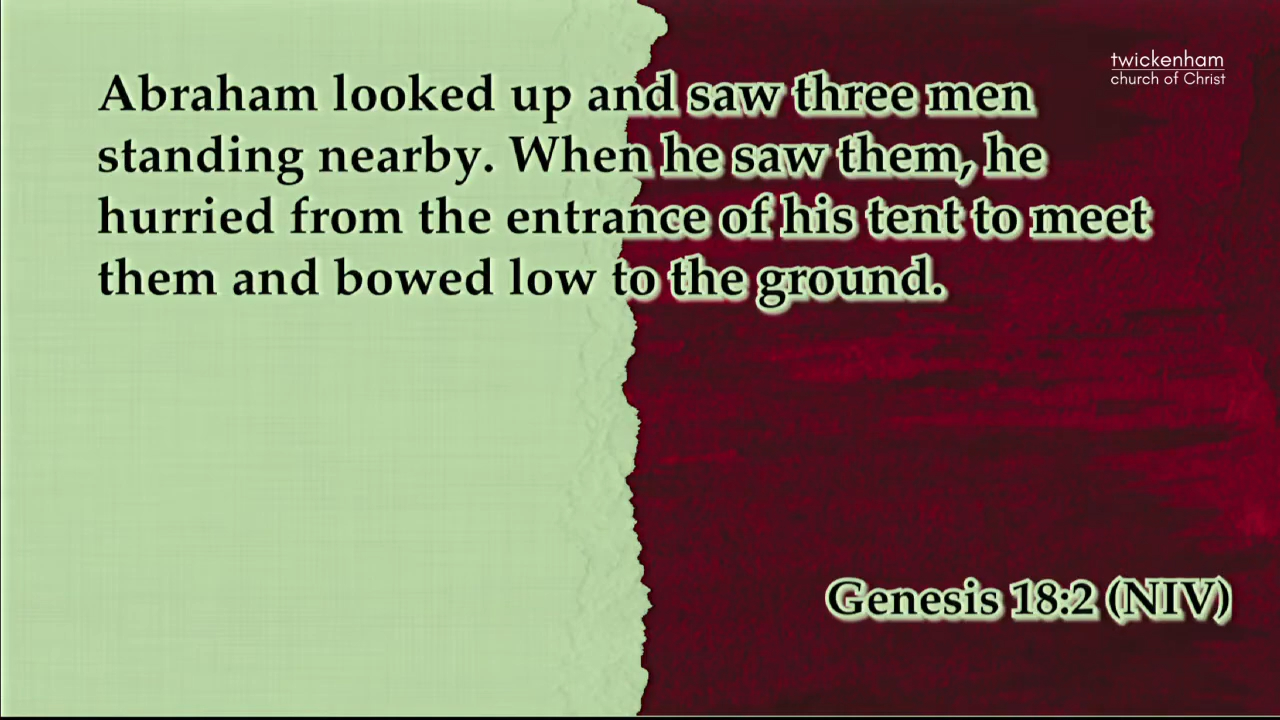 twickenham
church of Christ
Abraham looked up and saw three men
standing nearby. When he saw them, he
hurried from the entrance of his tent to meet
them and bowed low to the ground.
Genesis 18:2 (NIV)